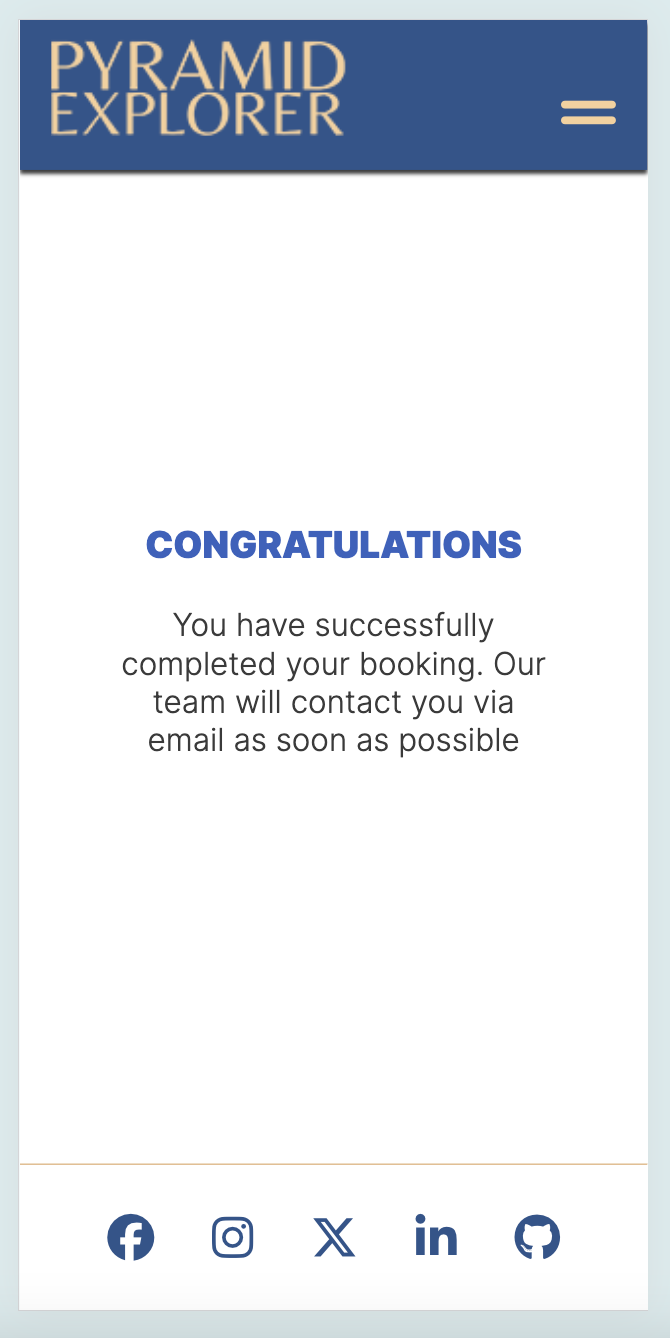 PYRAMID
EXPLORER
CONGRATULATIONS
You have successfully
completed your booking. Our
team will contact you via
email as soon as possible